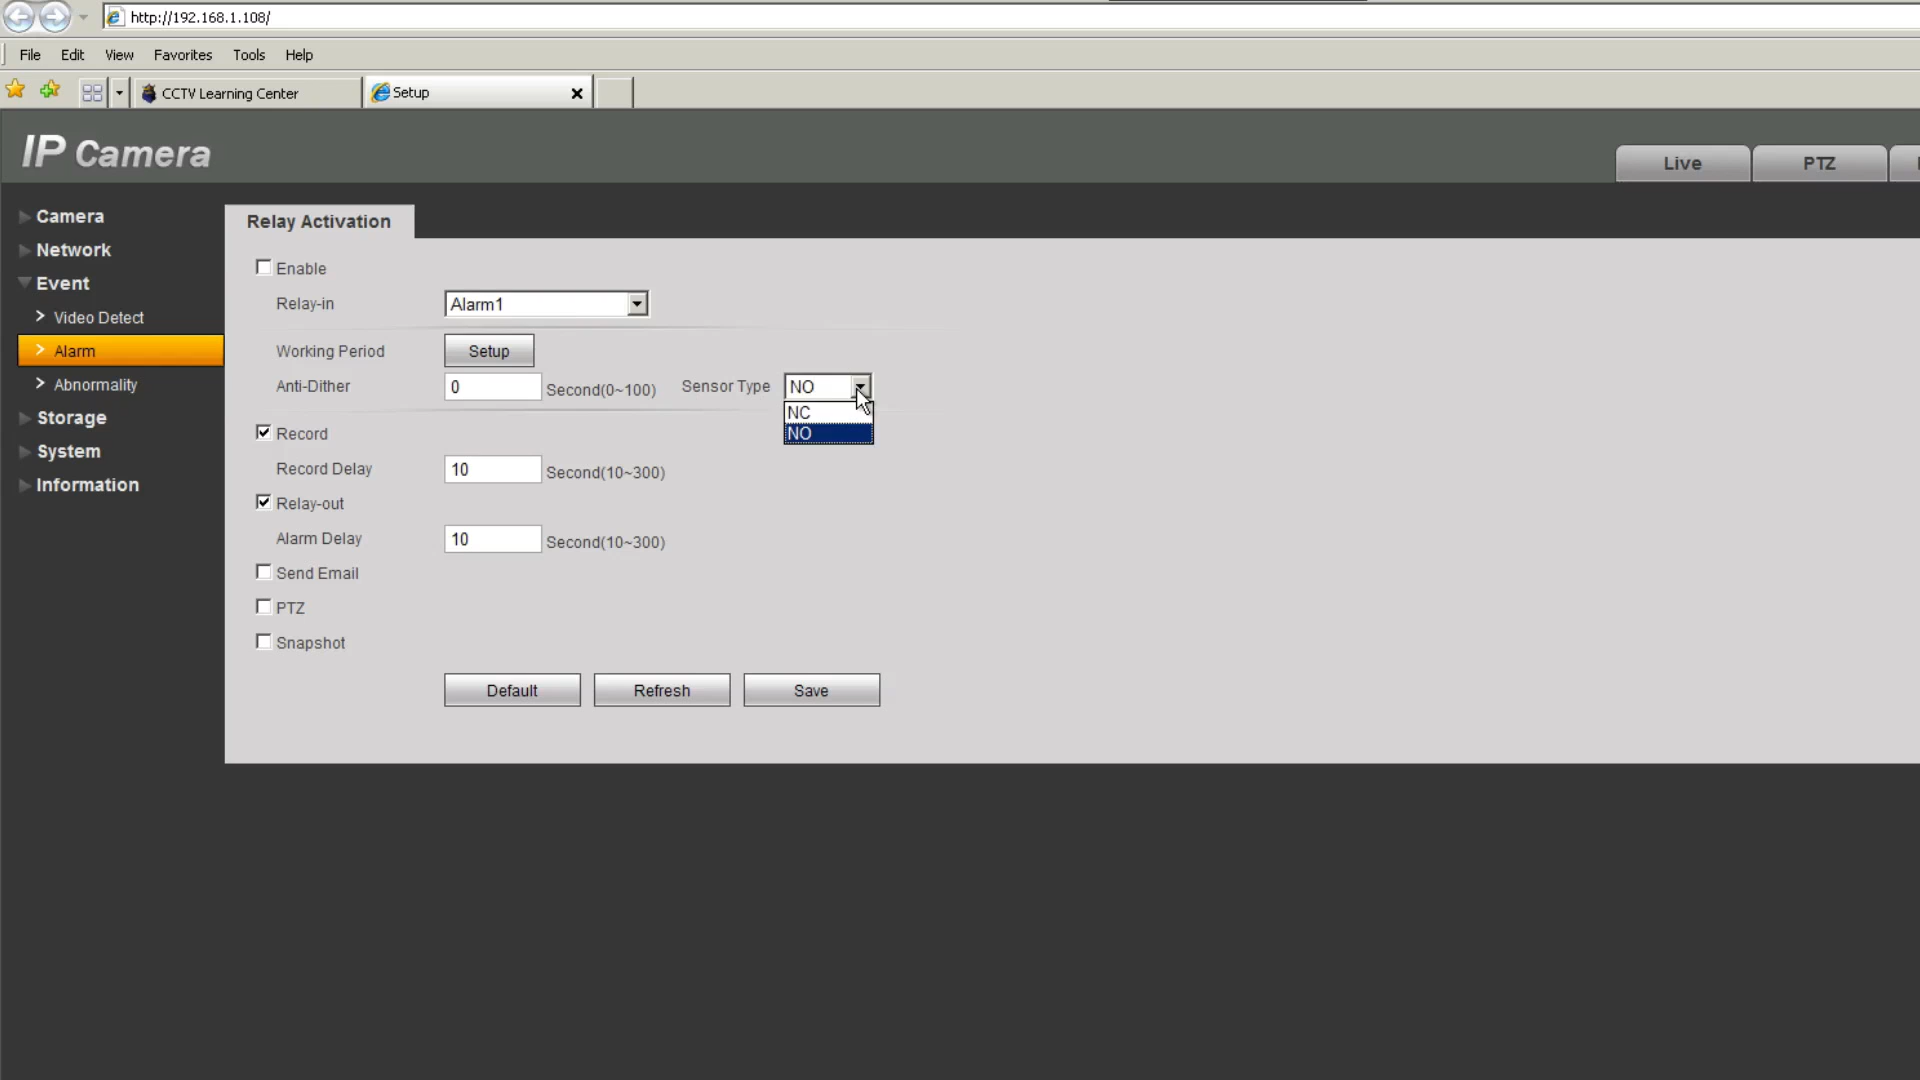 http://192.168.1.108/
File Edit View Favorites Tools Help
CCTV Learning Center Setup
IP Camera
Live PTZ
Camera
Network
Event
Video Detect
Alarm
Abnormality
Storage
System
Information
Relay Activation
Enable
Relay-in Alarm1
Working Period Setup
Anti-Dither 0 Second(0~100) Sensor Type NO
NC
NO
Record
Record Delay 10 Second(10~300)
Relay-out
Alarm Delay 10 Second(10~300)
Send Email
PTZ
Snapshot
Default Refresh Save